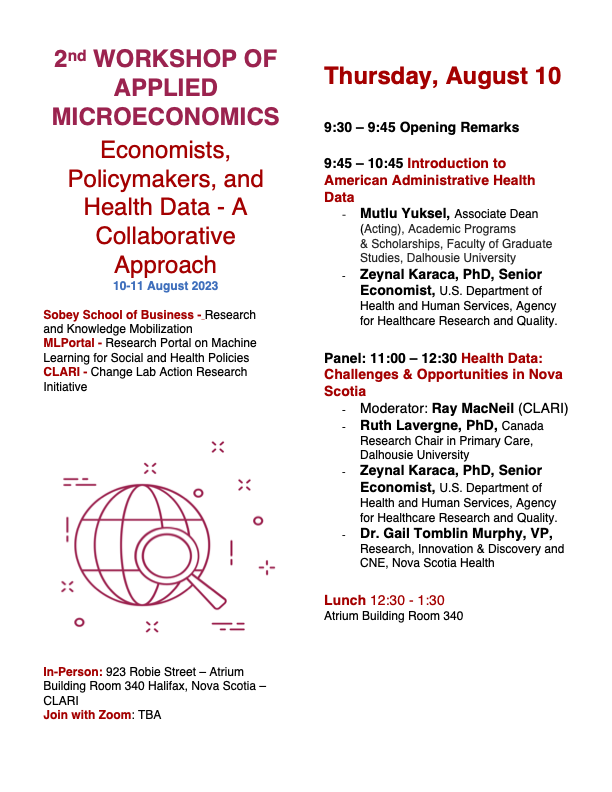 2nd WORKSHOP OF
APPLIED
MICROECONOMICS
Economists,
Policymakers, and
Health Data - A
Collaborative
Approach
10-11 August 2023
Sobey School of Business - Research
and Knowledge Mobilization
MLPortal - Research Portal on Machine
Learning for Social and Health Policies
CLARI - Change Lab Action Research
Initiative
In-Person: 923 Robie Street – Atrium
Building Room 340 Halifax, Nova Scotia –
CLARI
Join with Zoom: TBA
Thursday, August 10
9:30 – 9:45 Opening Remarks
9:45 – 10:45 Introduction to
American Administrative Health
Data
- Mutlu Yuksel, Associate Dean
(Acting), Academic Programs
& Scholarships, Faculty of Graduate
Studies, Dalhousie University
- Zeynal Karaca, PhD, Senior
Economist, U.S. Department of
Health and Human Services, Agency
for Healthcare Research and Quality.
Panel: 11:00 – 12:30 Health Data:
Challenges & Opportunities in Nova
Scotia
- Moderator: Ray MacNeil (CLARI)
- Ruth Lavergne, PhD, Canada
Research Chair in Primary Care,
Dalhousie University
- Zeynal Karaca, PhD, Senior
Economist, U.S. Department of
Health and Human Services, Agency
for Healthcare Research and Quality.
- Dr. Gail Tomblin Murphy, VP,
Research, Innovation & Discovery and
CNE, Nova Scotia Health
Lunch 12:30 - 1:30
Atrium Building Room 340